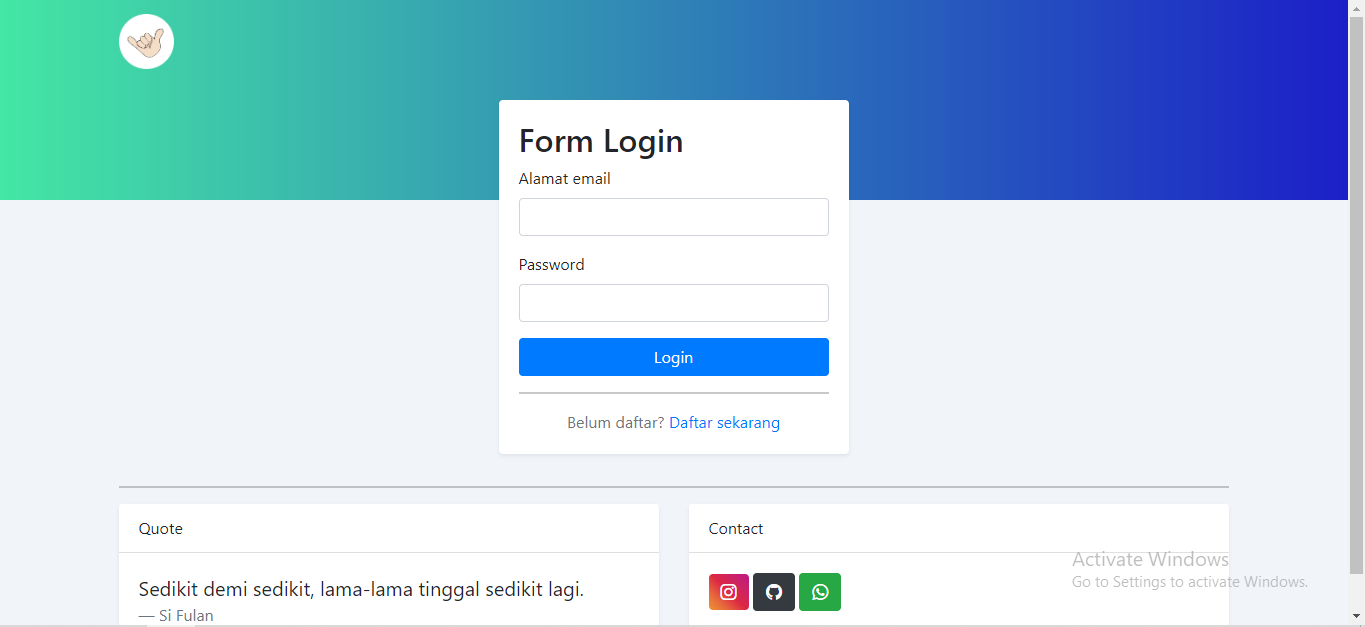 Form Login
Alamat email
Password
Login
Belum daftar? Daftar sekarang
Quote
Sedikit demi sedikit, lama-lama tinggal sedikit lagi.
— Si Fulan
Contact
Activate Windows
Go to Settings to activate Windows.